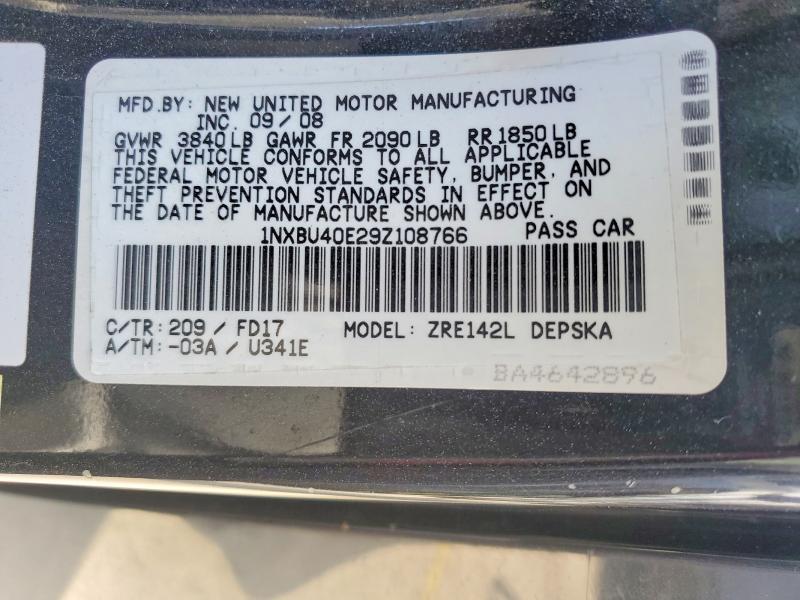 MFD.BY: NEW UNITED MOTOR MANUFACTURING
INC. 09/08
GVWR 3840LB GAWR FR 2090LB RR 1850LB
THIS VEHICLE CONFORMS TO ALL APPLICABLE
FEDERAL MOTOR VEHICLE SAFETY, BUMPER, AND
THEFT PREVENTION STANDARDS IN EFFECT ON
THE DATE OF MANUFACTURE SHOWN ABOVE.
1NXBU40E29Z108766 PASS CAR
C/TR: 209 / FD17 MODEL: ZRE142L DEPSKA
A/TM: -03A / U341E
BA4642896